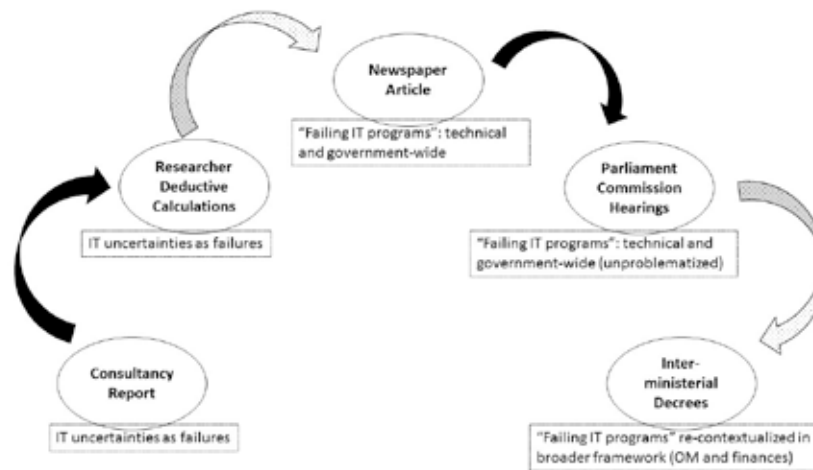 Newspaper
Article
"Failing IT programs": technical
and government-wide
Researcher
Deductive
Calculations
IT uncertainties as failures
Parliament
Commission
Hearings
"Failing IT programs": technical and
government-wide (unproblematized)
Consultancy
Report
IT uncertainties as failures
Inter-
ministerial
Decrees
"Failing IT programs" re-contextualized in
broader framework (OM and finances)